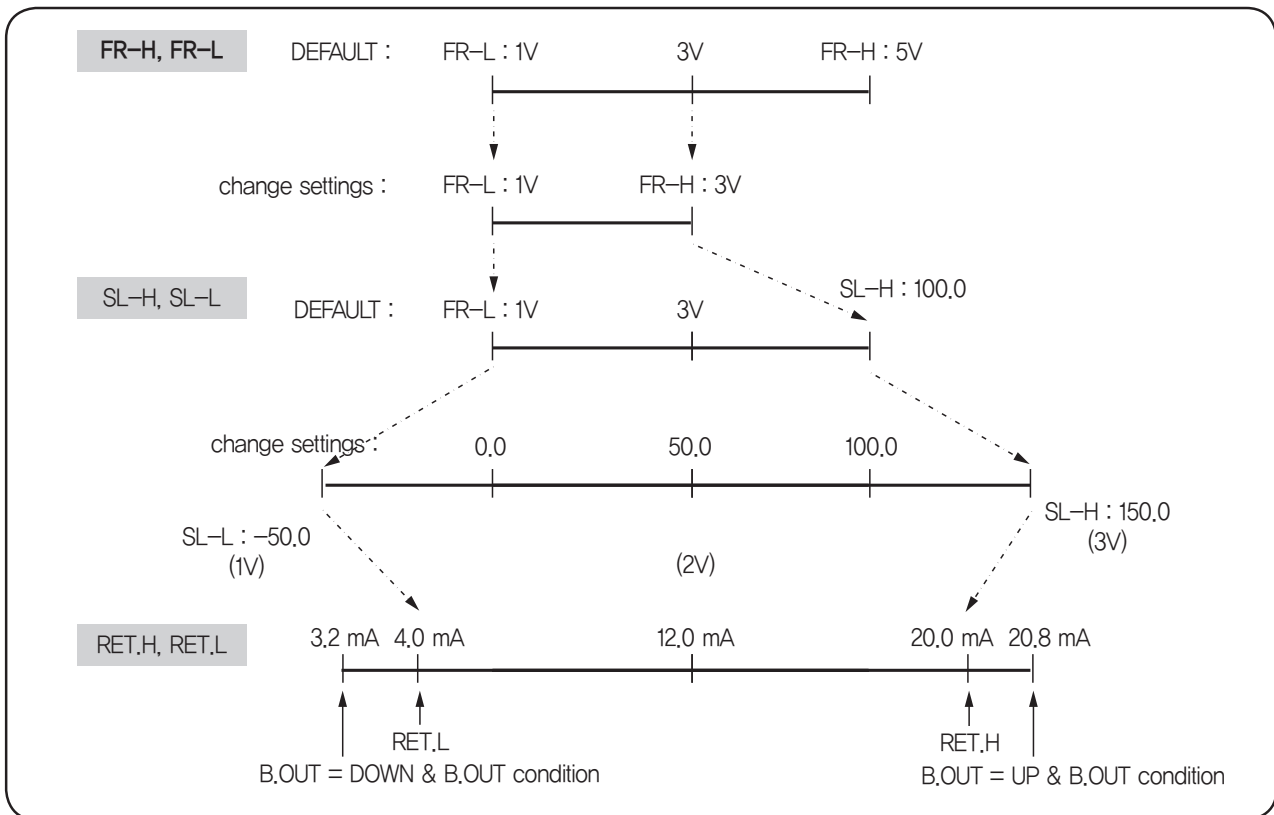 FR-H, FR-L DEFAULT : FR-L : 1V 3V FR-H : 5V
change settings : FR-L : 1V FR-H : 3V
SL-H, SL-L DEFAULT : FR-L : 1V 3V SL-H : 100.0
change settings : 0.0 50.0 100.0
SL-L : -50.0 SL-H : 150.0
(1V) (2V) (3V)
RET.H, RET.L 3.2 mA 4.0 mA 12.0 mA 20.0 mA 20.8 mA
RET.L RET.H
B.OUT = DOWN & B.OUT condition B.OUT = UP & B.OUT condition